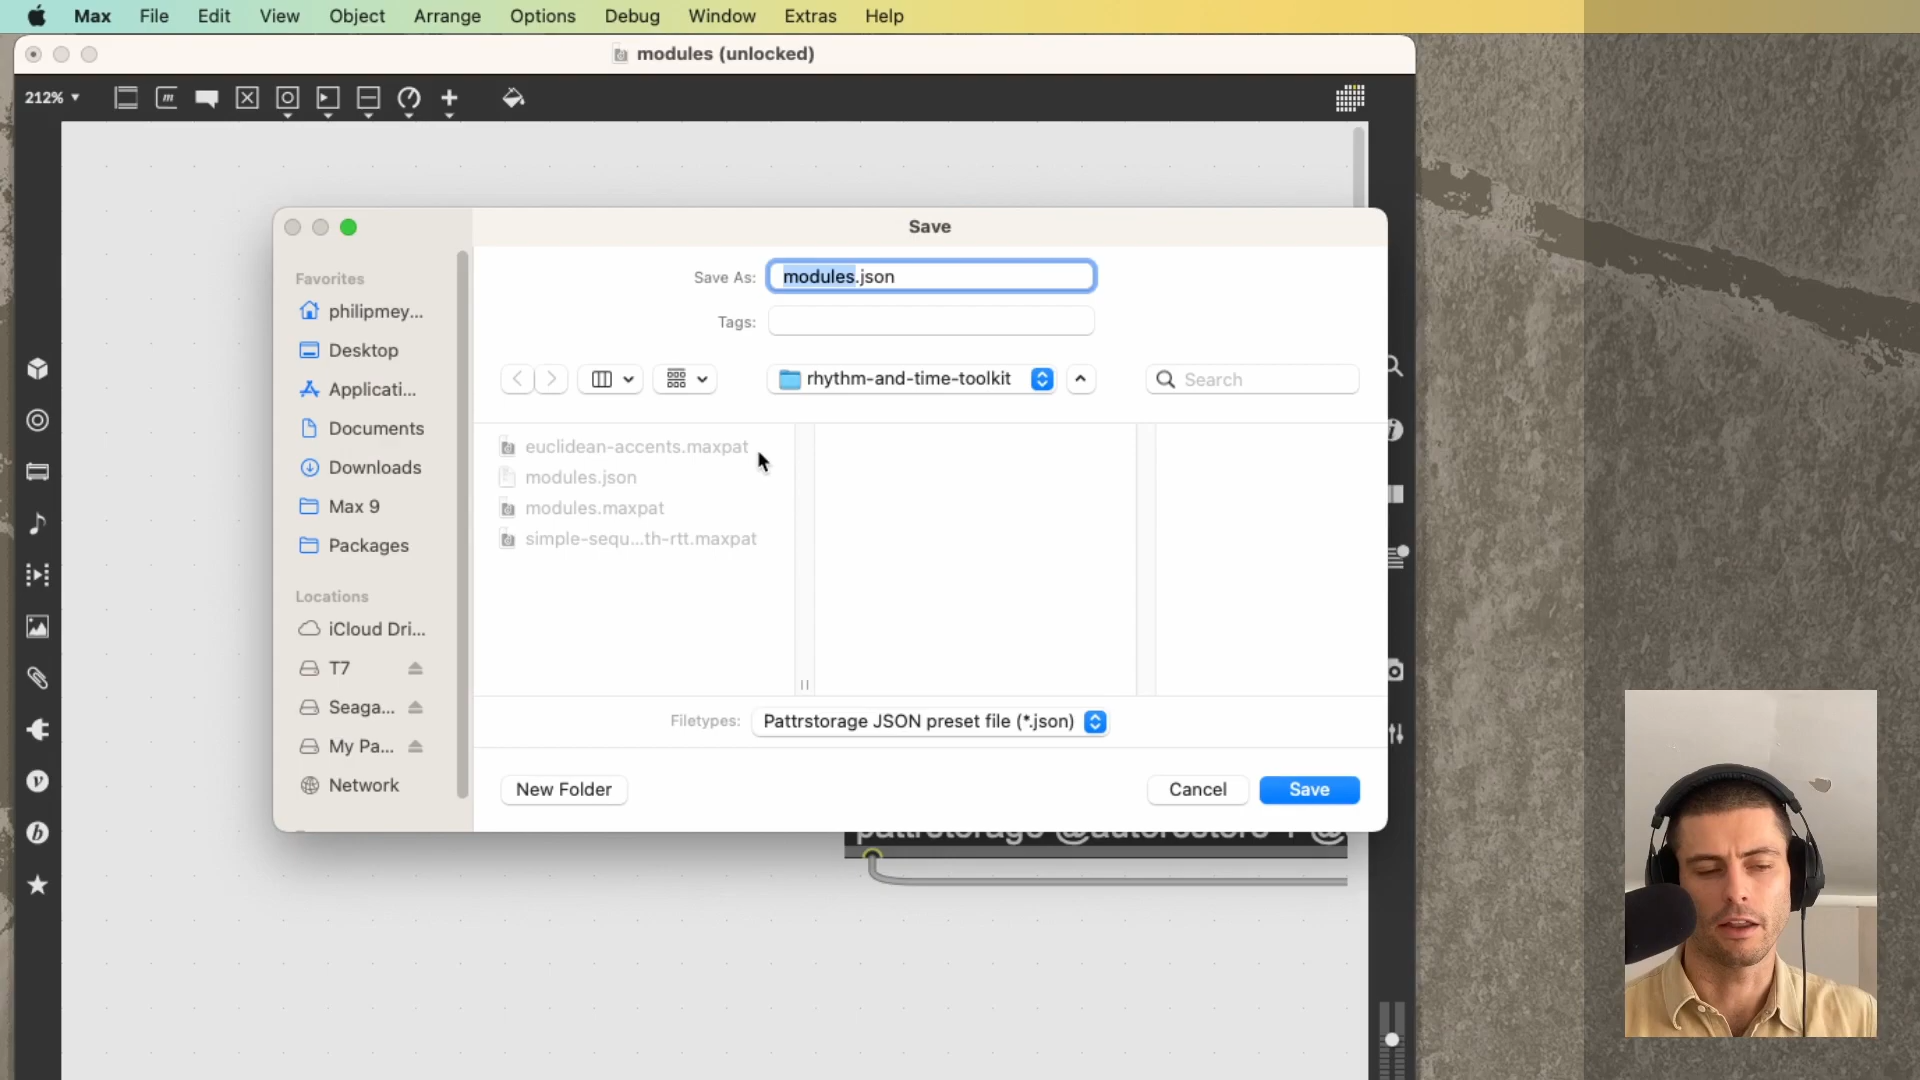 Max File Edit View Object Arrange Options Debug Window Extras Help
modules (unlocked)
212%
Save
Favorites
philipmey...
Desktop
Applicati...
Documents
Downloads
Max 9
Packages
Locations
iCloud Dri...
T7
Seaga...
My Pa...
Network
Save As: modules.json
Tags:
rhythm-and-time-toolkit
Search
euclidean-accents.maxpat
modules.json
modules.maxpat
simple-sequ...th-rtt.maxpat
Filetypes: Pattrstorage JSON preset file (*.json)
New Folder Cancel Save
pattrstorage @autorestore 1 @